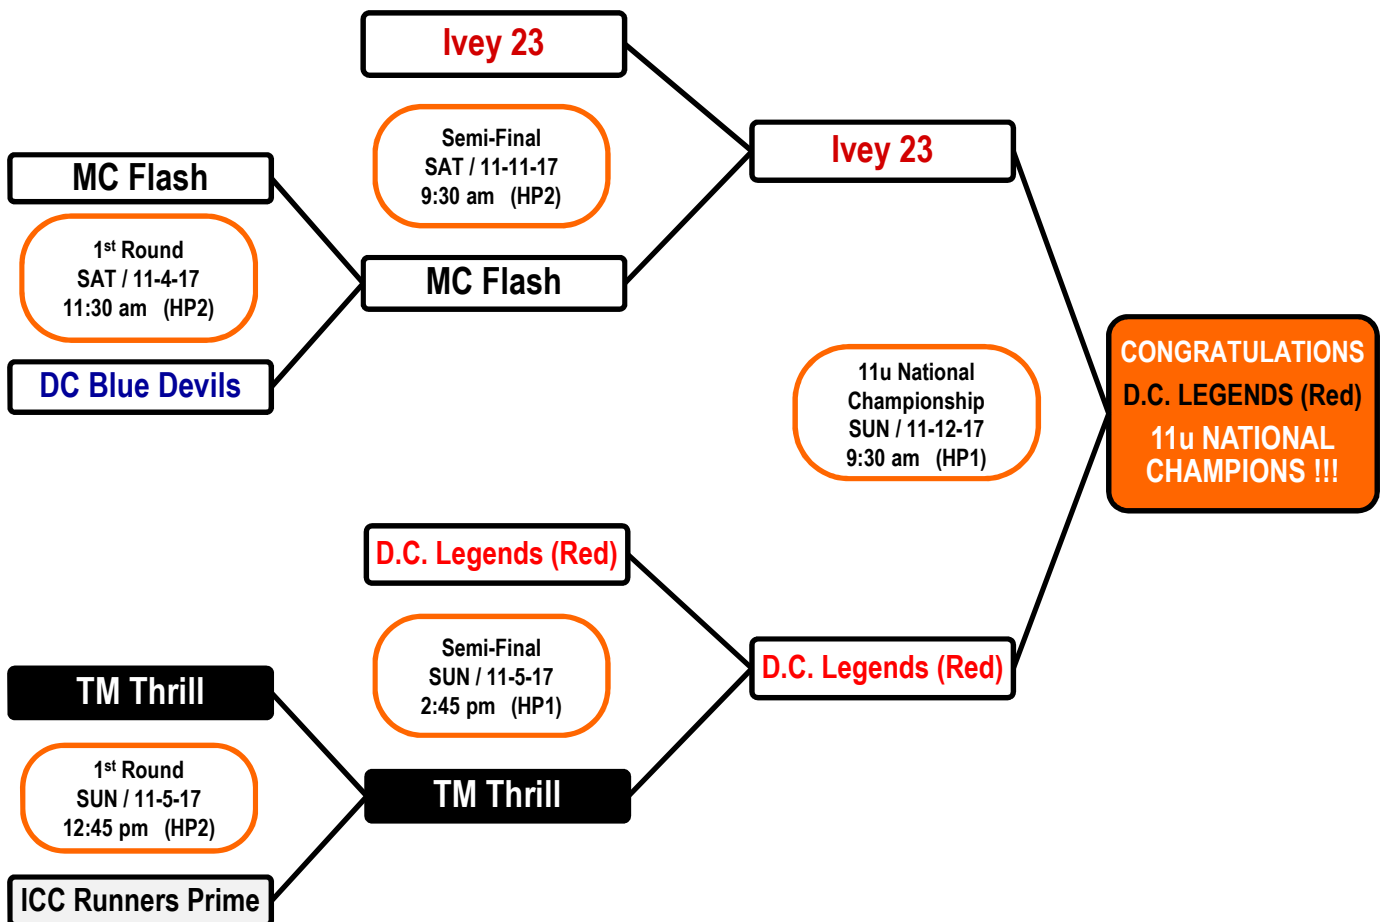 Ivey 23
Semi-Final
SAT / 11-11-17
9:30 am (HP2)
Ivey 23
MC Flash
1st Round
SAT / 11-4-17
11:30 am (HP2)
MC Flash
DC Blue Devils
11u National
Championship
SUN / 11-12-17
9:30 am (HP1)
CONGRATULATIONS
D.C. LEGENDS (Red)
11u NATIONAL
CHAMPIONS !!!
D.C. Legends (Red)
Semi-Final
SUN / 11-5-17
2:45 pm (HP1)
D.C. Legends (Red)
TM Thrill
1st Round
SUN / 11-5-17
12:45 pm (HP2)
TM Thrill
ICC Runners Prime